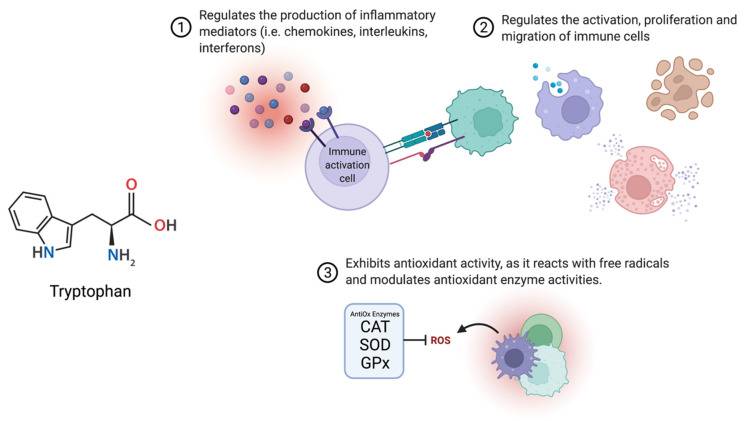 1
Regulates the production of inflammatory
mediators (i.e. chemokines, interleukins,
interferons)
2
Regulates the activation, proliferation and
migration of immune cells
Immune
activation
cell
O
OH
HN
NH2
Tryptophan
3
Exhibits antioxidant activity, as it reacts with free radicals
and modulates antioxidant enzyme activities.
AntiOx Enzymes
CAT
SOD
GPx
ROS